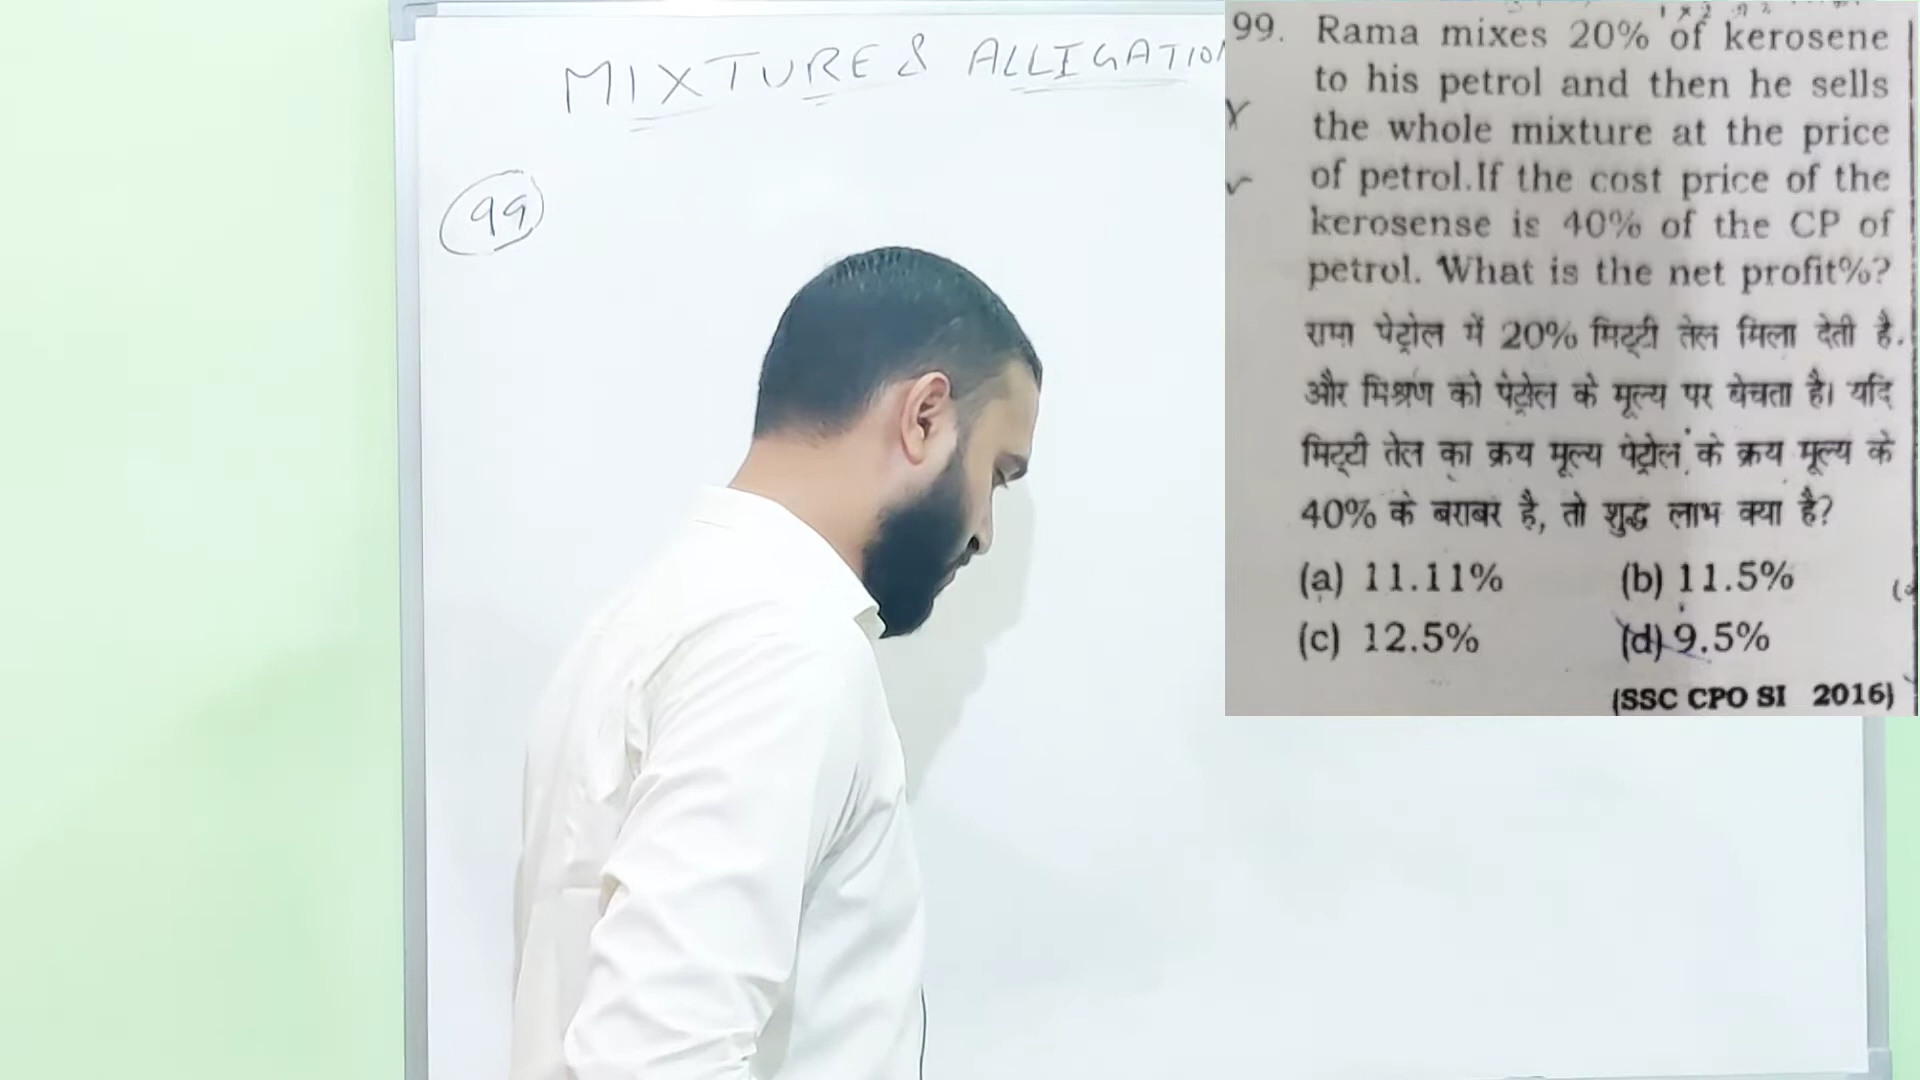 MIXTURE & ALLIGATION
99
99. Rama mixes 20% of kerosene
to his petrol and then he sells
the whole mixture at the price
of petrol.If the cost price of the
kerosense is 40% of the CP of
petrol. What is the net profit%?
रामा पेट्रोल में 20% मिट्टी तेल मिला देती है.
और मिश्रण को पेट्रोल के मूल्य पर बेचता है। यदि
मिट्टी तेल का क्रय मूल्य पेट्रोल के क्रय मूल्य के
40% के बराबर है, तो शुद्ध लाभ क्या है?
(a) 11.11% (b) 11.5%
(c) 12.5% (d) 9.5%
(SSC CPO SI 2016)